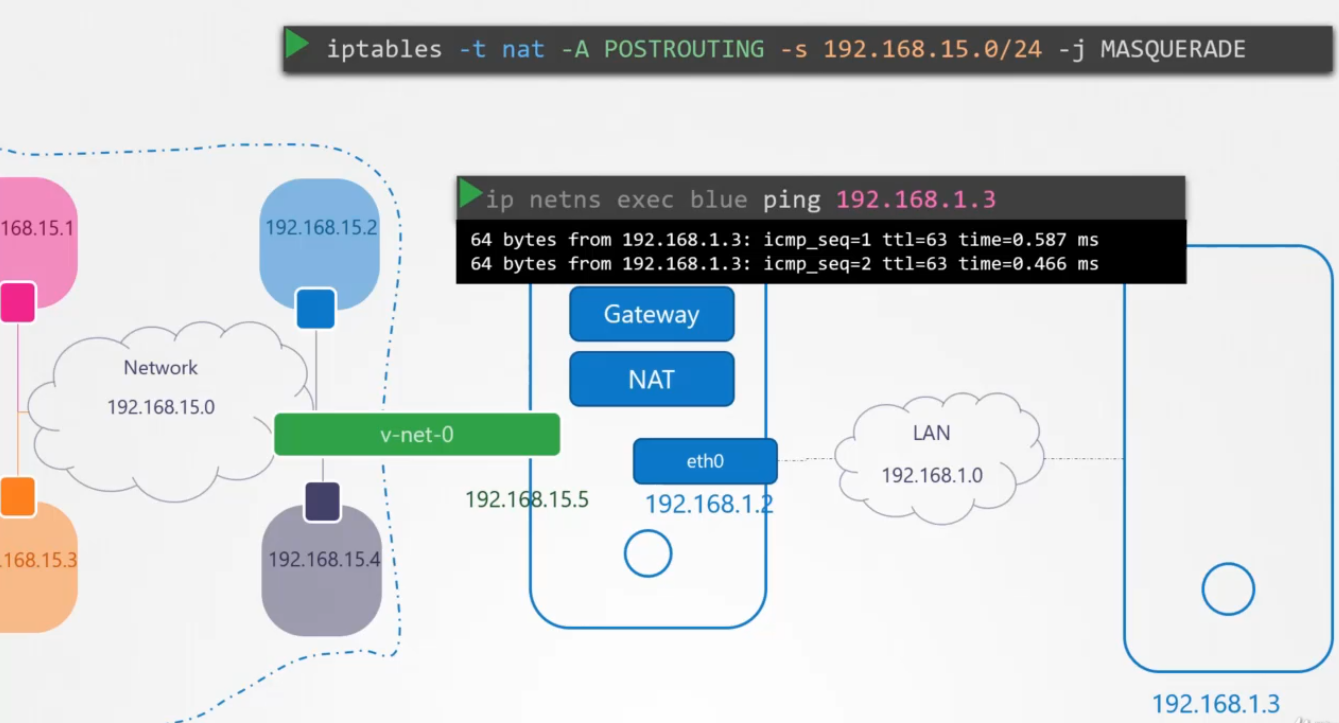 iptables -t nat -A POSTROUTING -s 192.168.15.0/24 -j MASQUERADE
ip netns exec blue ping 192.168.1.3
64 bytes from 192.168.1.3: icmp_seq=1 ttl=63 time=0.587 ms
64 bytes from 192.168.1.3: icmp_seq=2 ttl=63 time=0.466 ms
168.15.1
192.168.15.2
Gateway
NAT
Network
192.168.15.0
v-net-0
eth0
LAN
192.168.1.0
192.168.15.5
192.168.1.2
.168.15.3
192.168.15.4
192.168.1.3